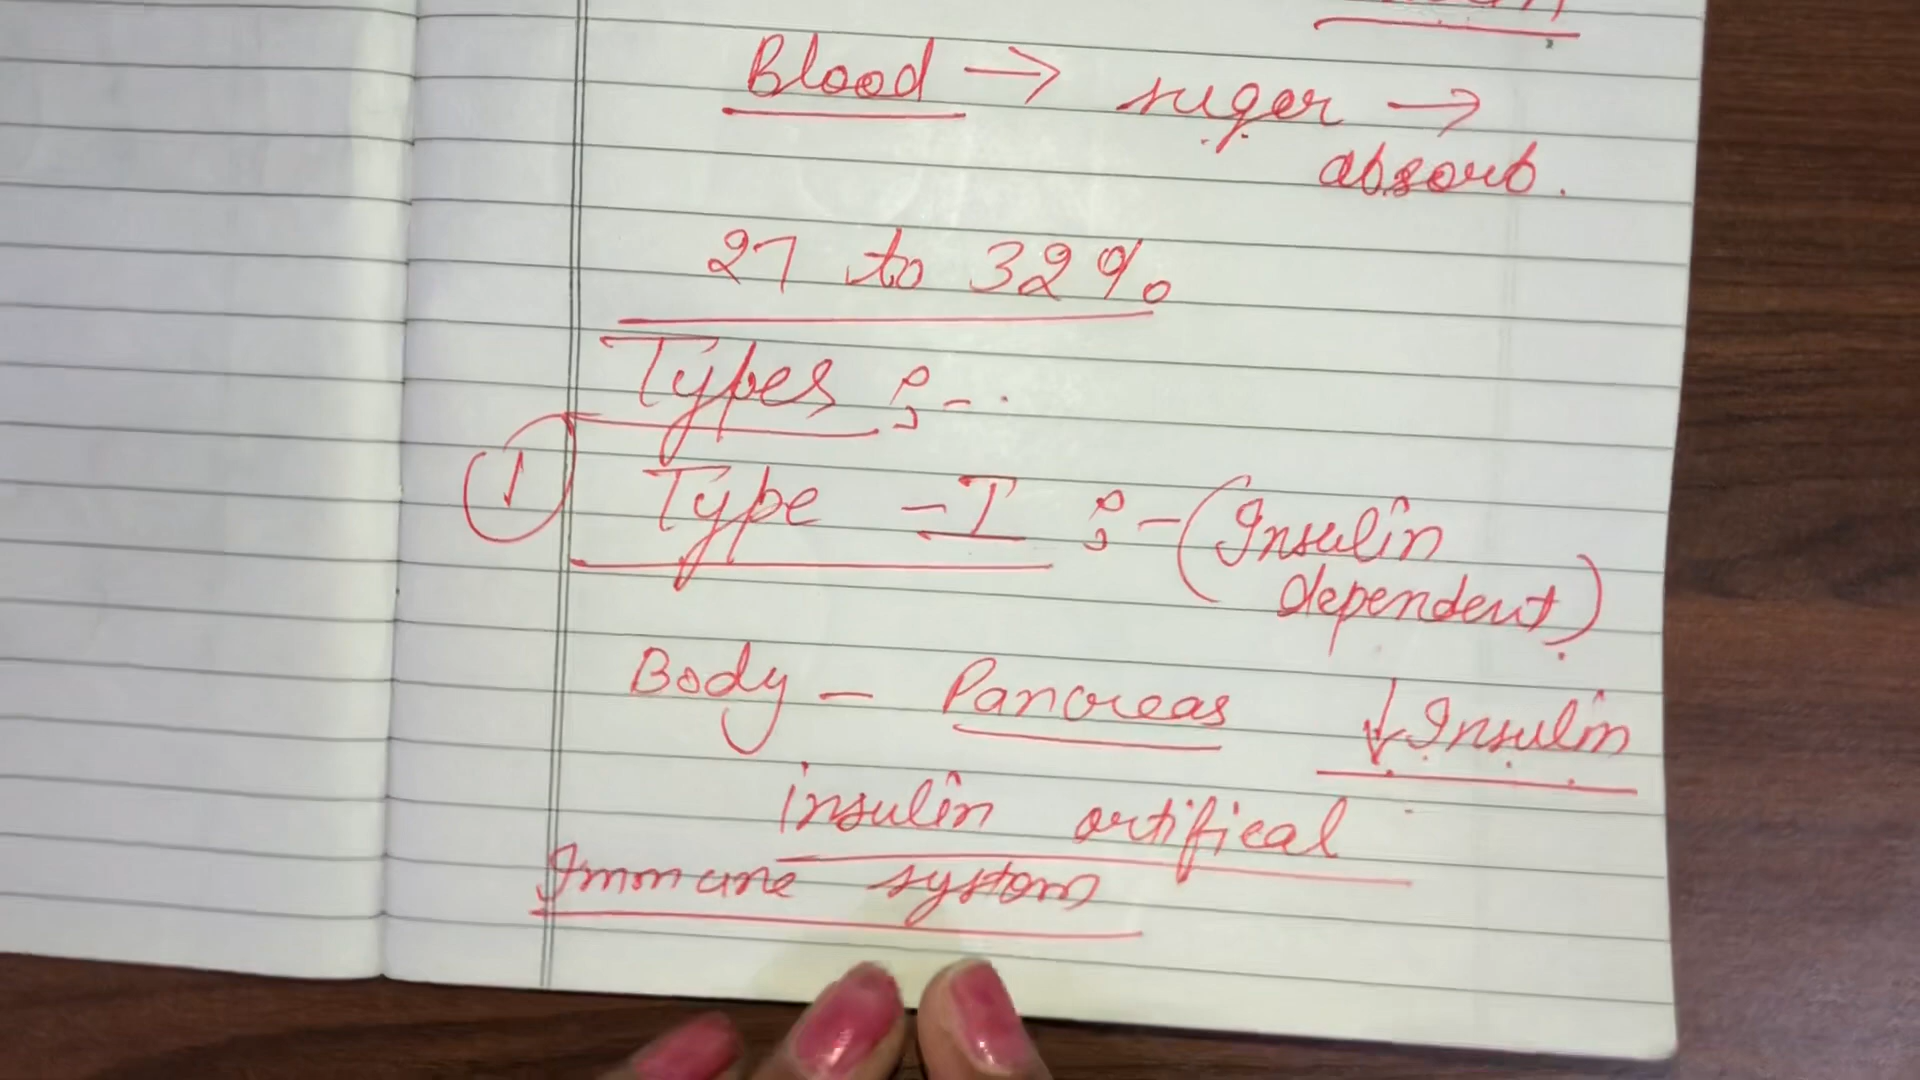 Blood → suger →
absorb.
27 to 32%
Types :-
① Type - I :- (Insulin
dependent)
Body - Pancreas ↓ Insulin
insulin artifical
Immune system